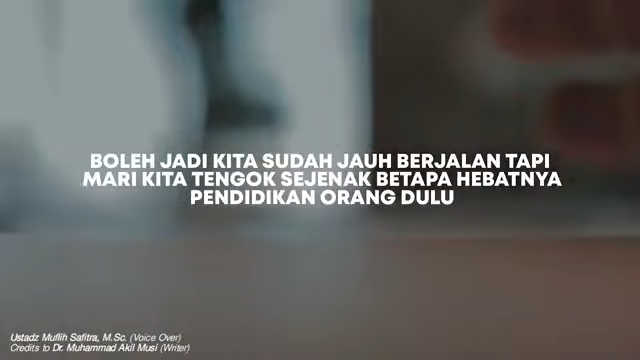 BOLEH JADI KITA SUDAH JAUH BERJALAN TAPI
MARI KITA TENGOK SEJENAK BETAPA HEBATNYA
PENDIDIKAN ORANG DULU
Ustadz Muflih Safitra, M.Sc. (Voice Over)
Credits to Dr. Muhammad Akil Musi (Writer)